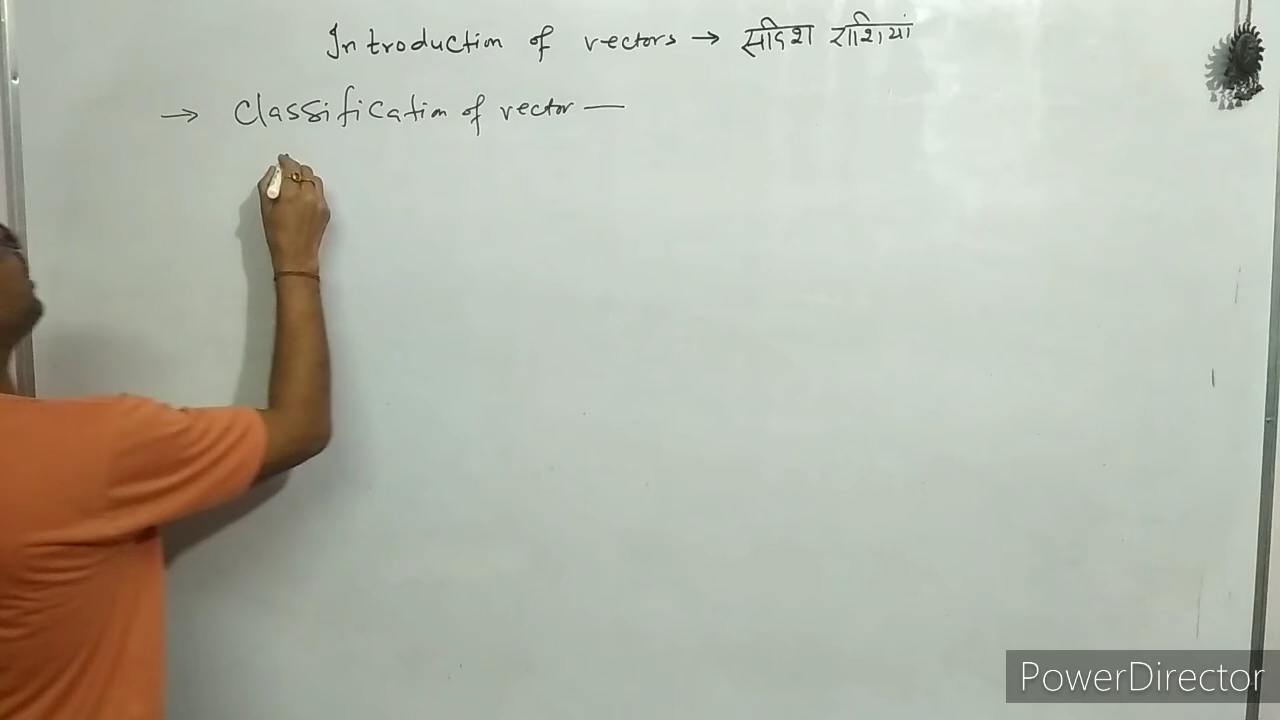 Introduction of vectors → सदिश राशियां
→ Classification of vector —
PowerDirector